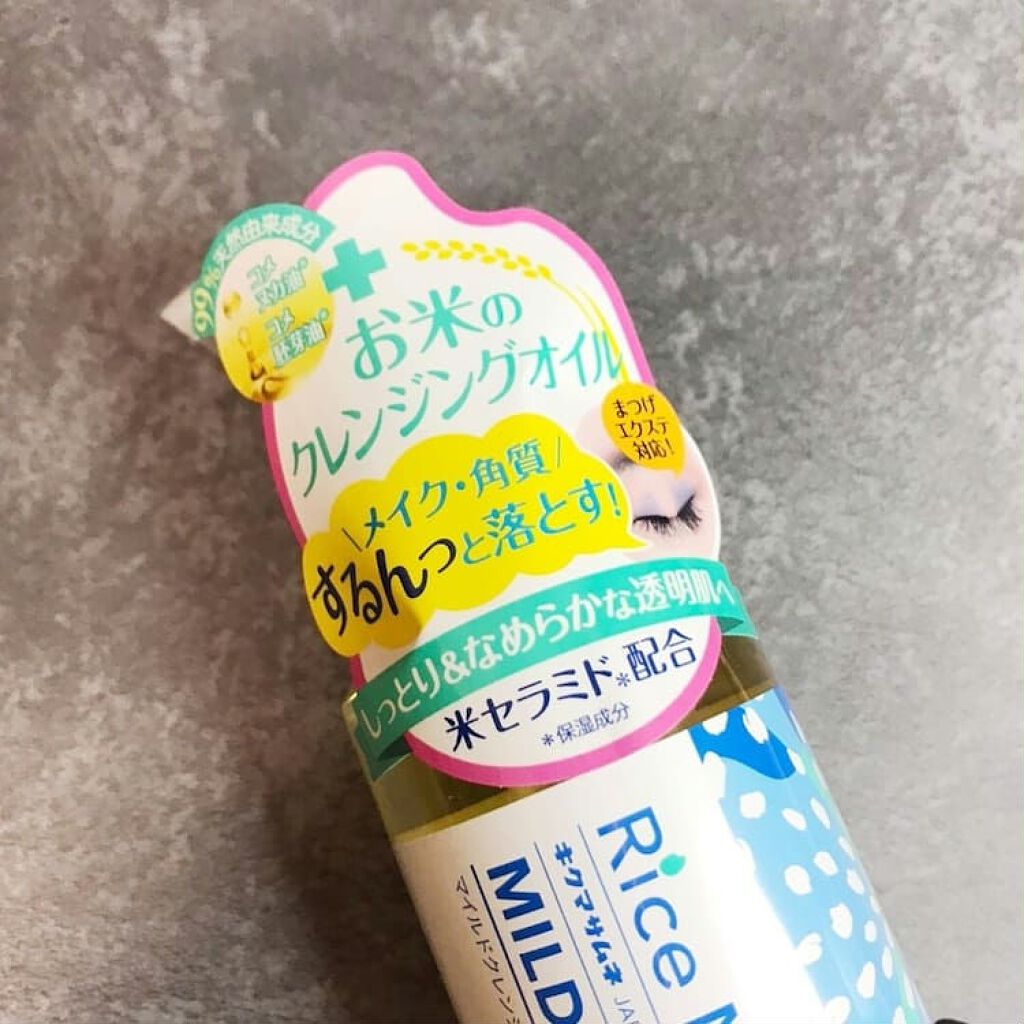 99%天然由来成分
コメ
ヌカ油*
コメ
胚芽油*
お米の
クレンジングオイル
まつげ
エクステ
対応!
\メイク・角質/
するんっと落とす!
しっとり&なめらかな透明肌へ
米セラミド*配合
*保湿成分
Rice
キクマサムネ
MILD
マイルドクレンジ